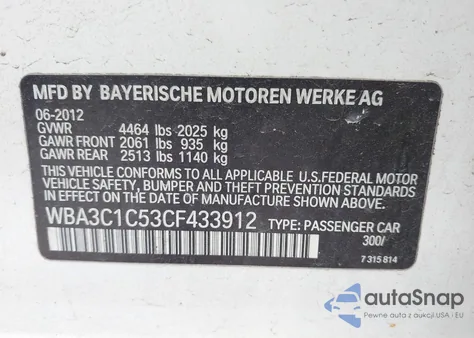 MFD BY BAYERISCHE MOTOREN WERKE AG
06-2012
GVWR 4464 lbs 2025 kg
GAWR FRONT 2061 lbs 935 kg
GAWR REAR 2513 lbs 1140 kg
THIS VEHICLE CONFORMS TO ALL APPLICABLE U.S.FEDERAL MOTOR
VEHICLE SAFETY, BUMPER AND THEFT PREVENTION STANDARDS
IN EFFECT ON THE DATE OF MANUFACTURE SHOWN ABOVE.
WBA3C1C53CF433912 TYPE: PASSENGER CAR
300/
7 315 814
autoSnap
Pewne auta z USA i EU